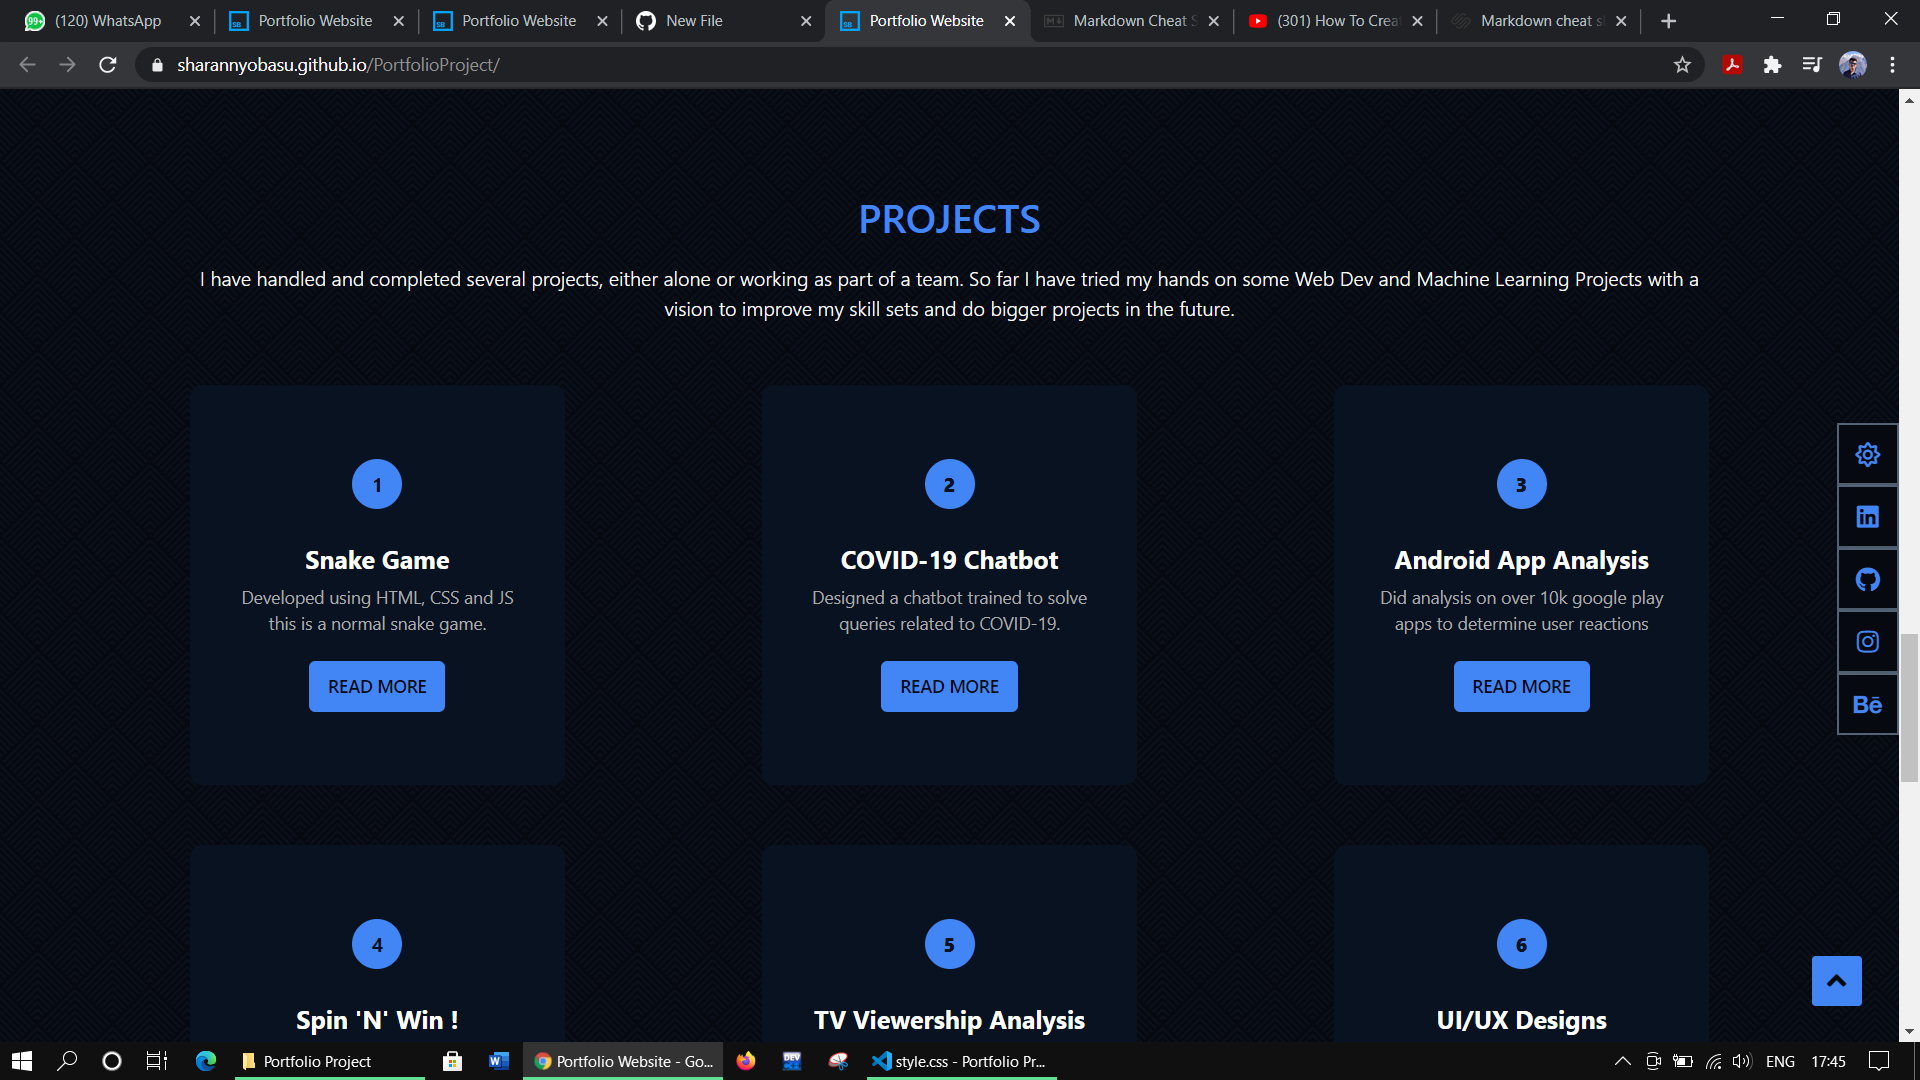 (120) WhatsApp
Portfolio Website
Portfolio Website
New File
Portfolio Website
Markdown Cheat S
(301) How To Crea
Markdown cheat s
sharannyobasu.github.io/PortfolioProject/
PROJECTS
I have handled and completed several projects, either alone or working as part of a team. So far I have tried my hands on some Web Dev and Machine Learning Projects with a
vision to improve my skill sets and do bigger projects in the future.
1
Snake Game
Developed using HTML, CSS and JS
this is a normal snake game.
READ MORE
2
COVID-19 Chatbot
Designed a chatbot trained to solve
queries related to COVID-19.
READ MORE
3
Android App Analysis
Did analysis on over 10k google play
apps to determine user reactions
READ MORE
4
Spin 'N' Win !
5
TV Viewership Analysis
6
UI/UX Designs
Bē
Portfolio Project
Portfolio Website - Go...
style.css - Portfolio Pr...
ENG
17:45